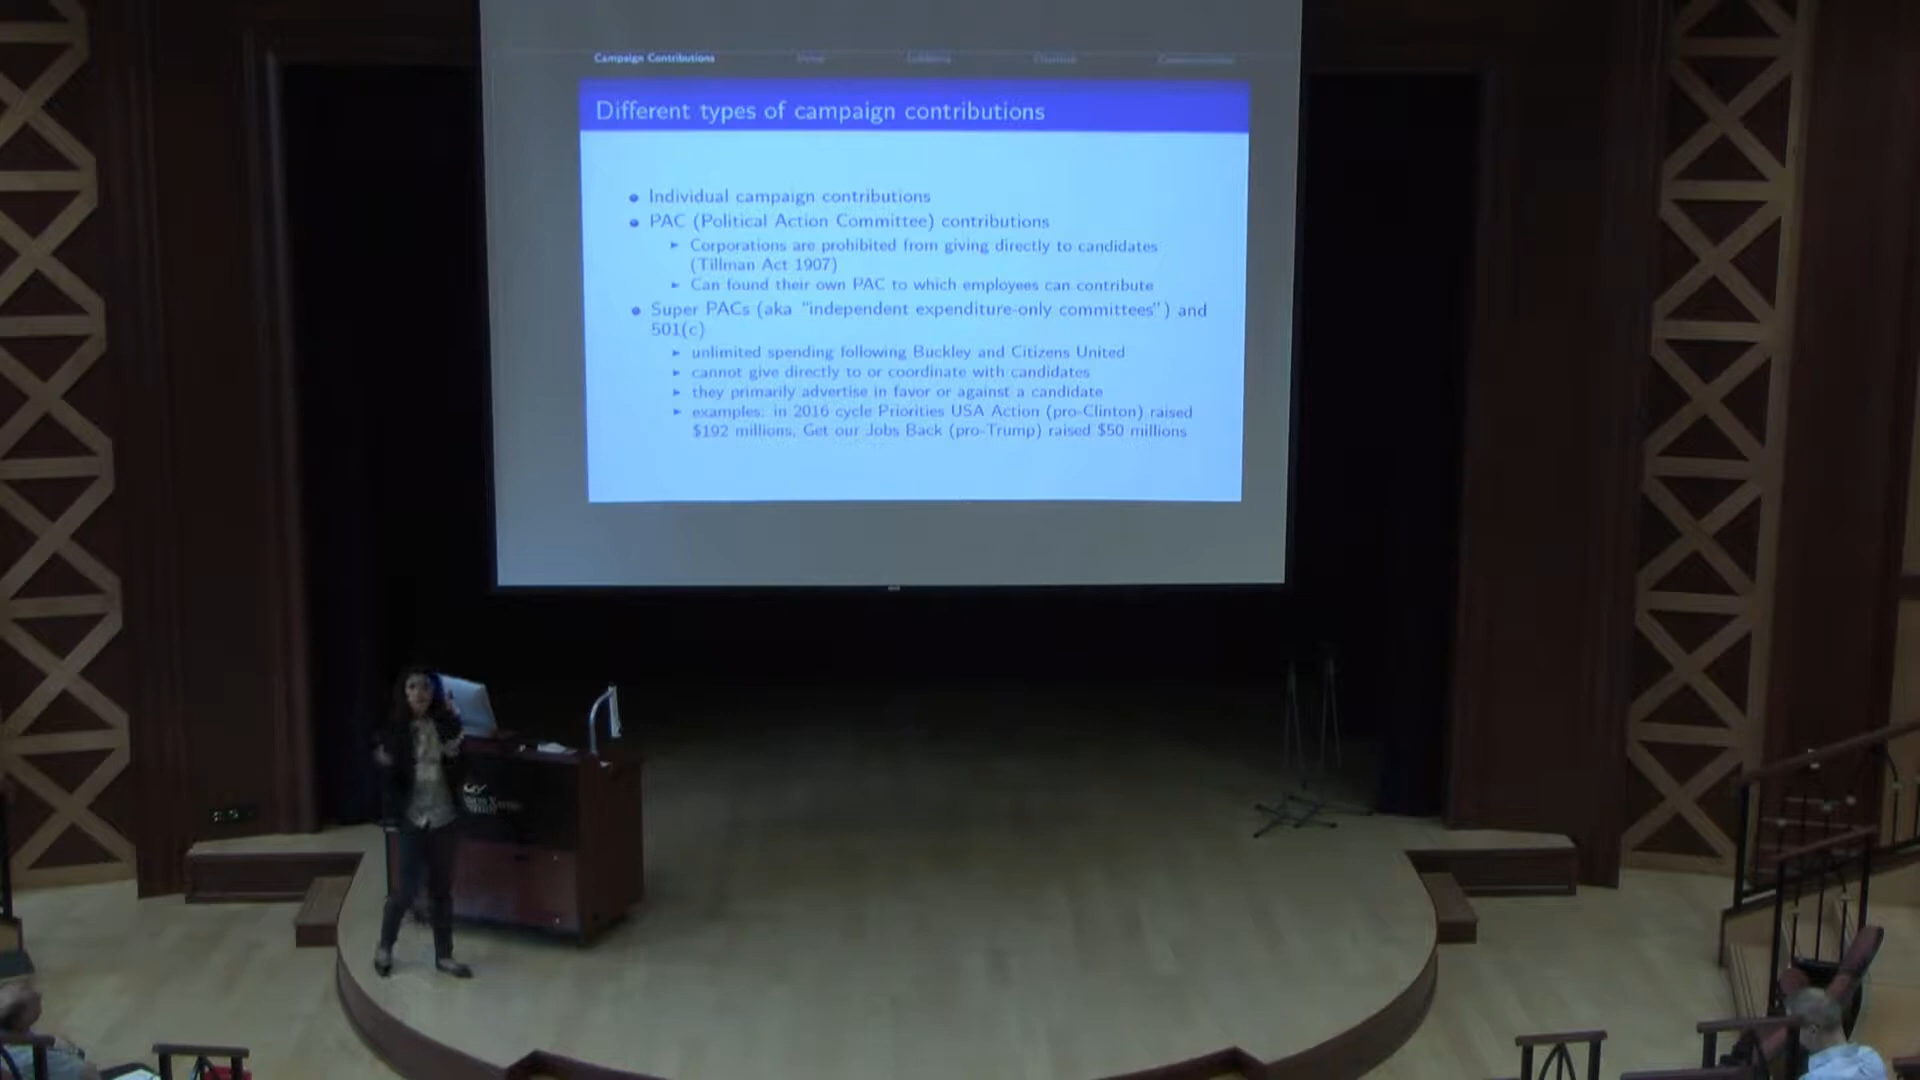 Campaign Contributions
Different types of campaign contributions
• Individual campaign contributions
• PAC (Political Action Committee) contributions
► Corporations are prohibited from giving directly to candidates
(Tillman Act 1907)
► Can found their own PAC to which employees can contribute
• Super PACs (aka "independent expenditure-only committees") and
501(c)
► unlimited spending following Buckley and Citizens United
► cannot give directly to or coordinate with candidates
► they primarily advertise in favor or against a candidate
► examples: in 2016 cycle Priorities USA Action (pro-Clinton) raised
$192 millions, Get our Jobs Back (pro-Trump) raised $50 millions